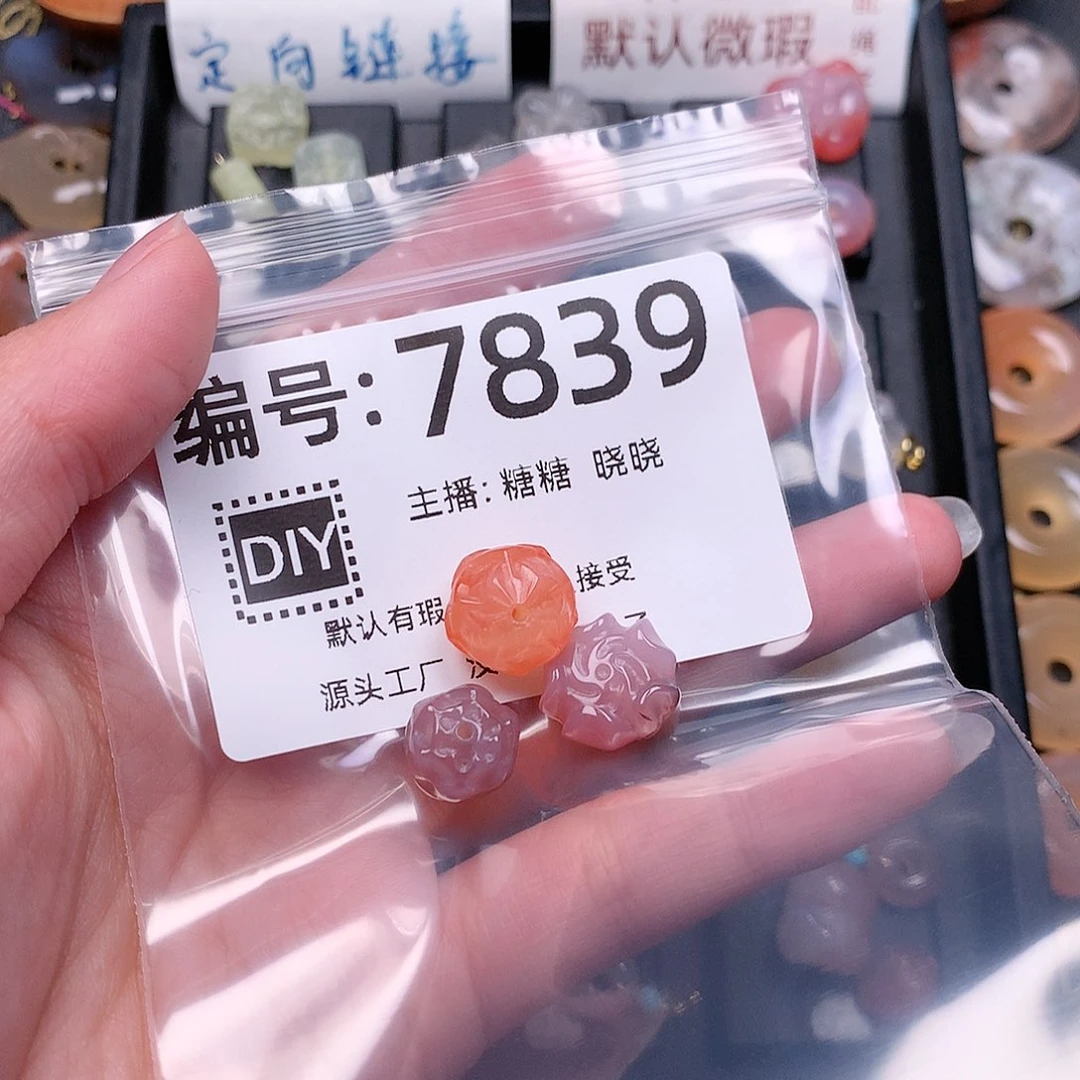 定向链接
默认微瑕
编号:7839
主播:糖糖 晓晓
DIY
默认有瑕
接受
源头工厂